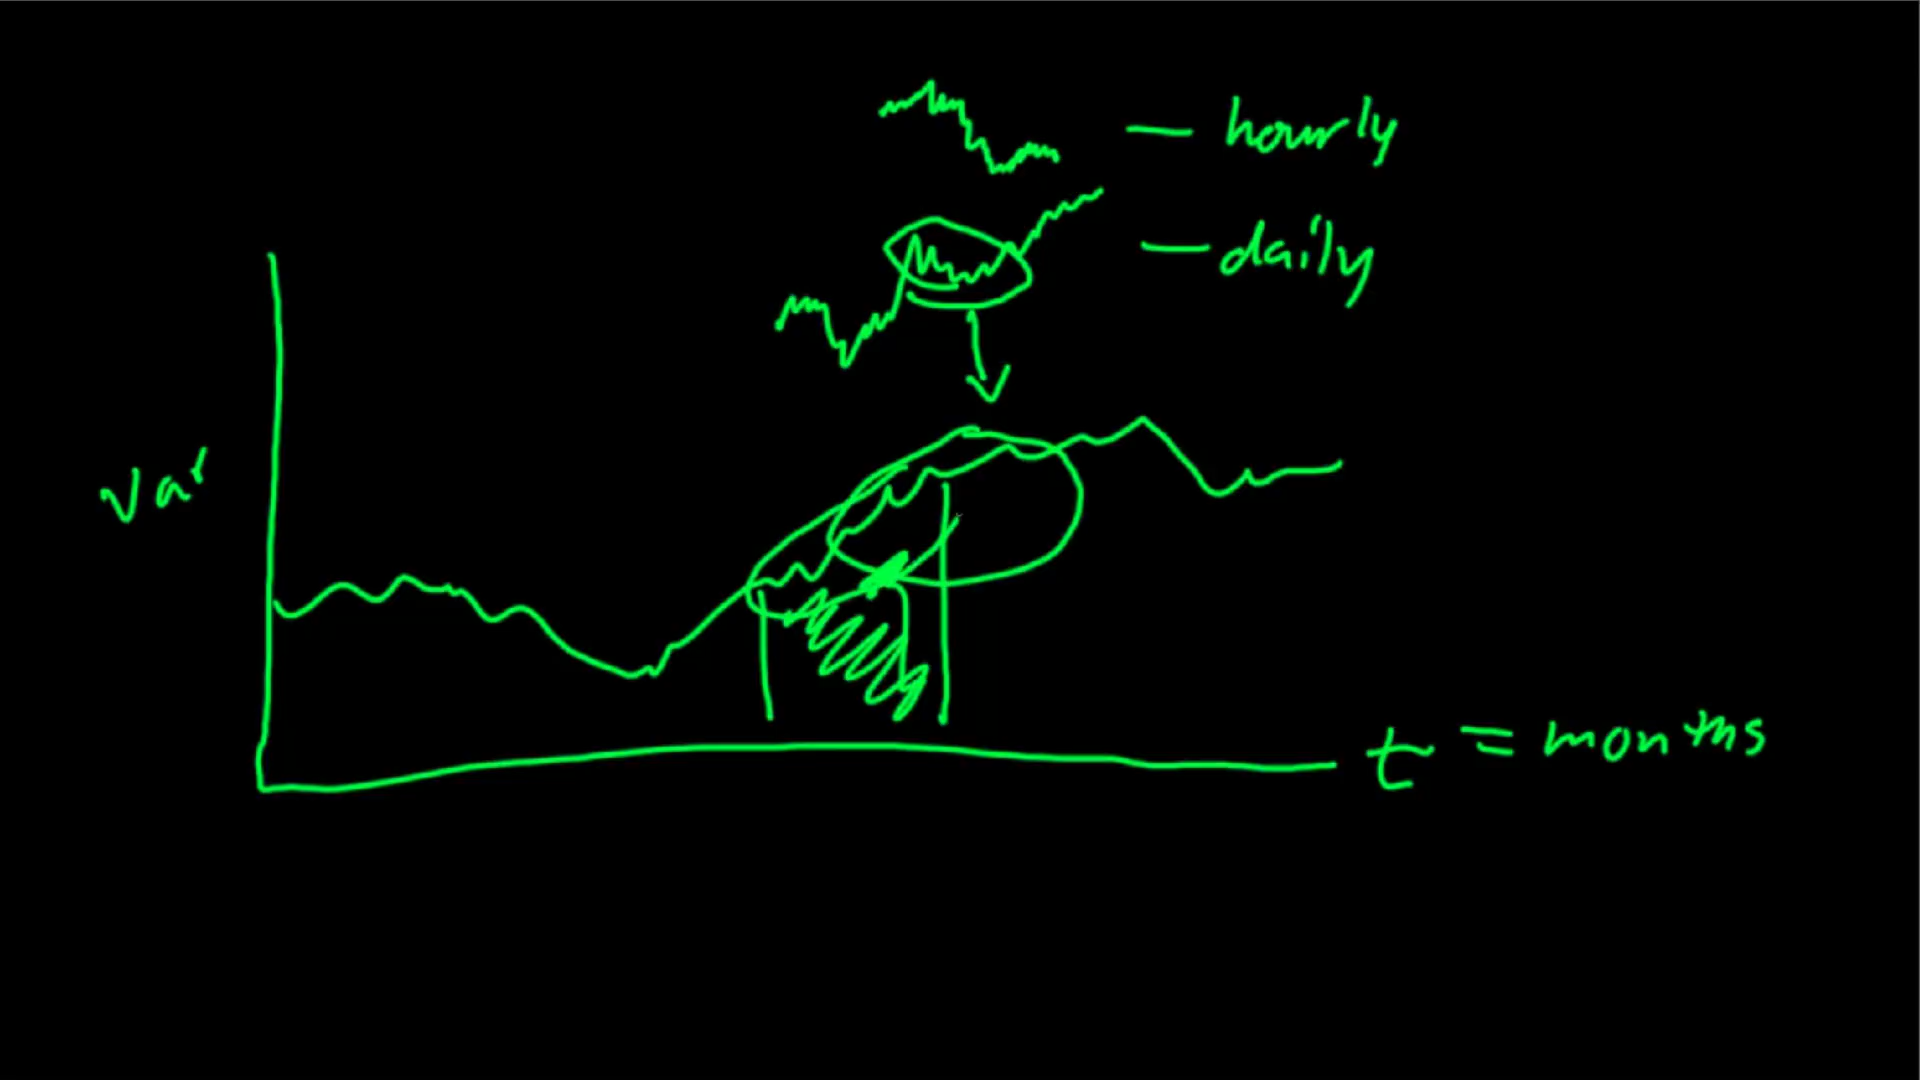 — hourly
— daily
Var
t = months